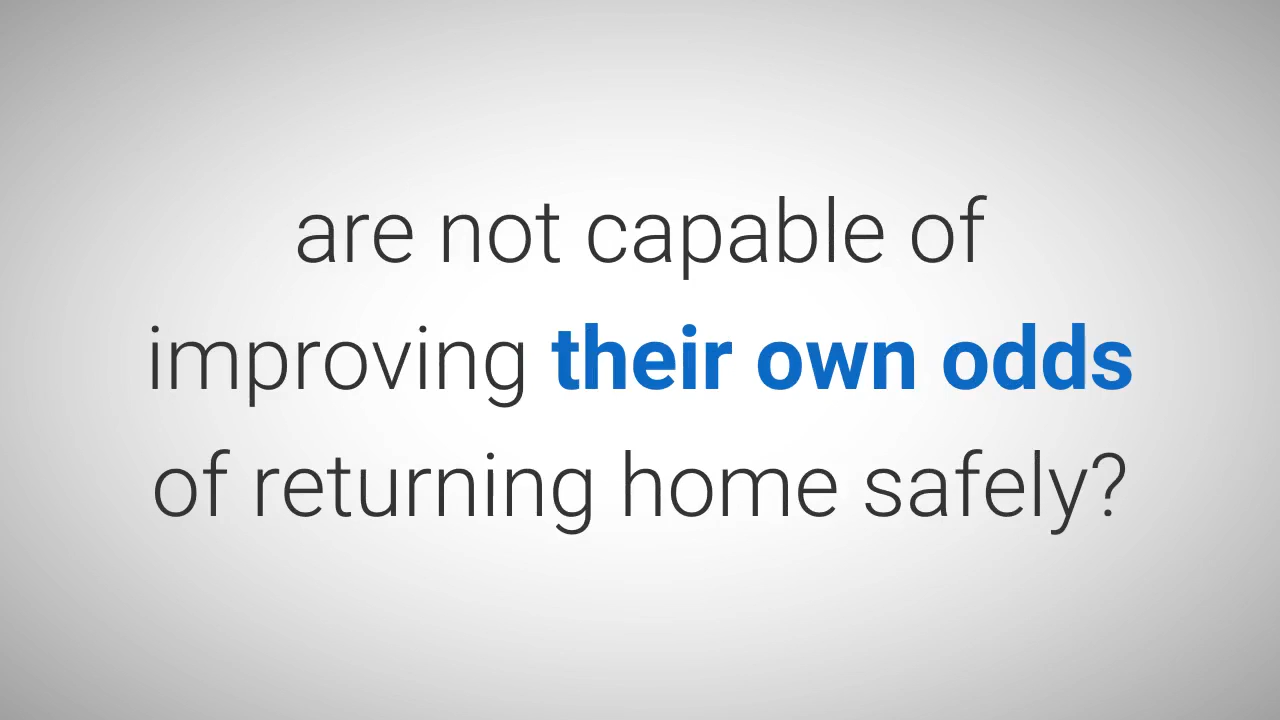 are not capable of
improving their own odds
of returning home safely?